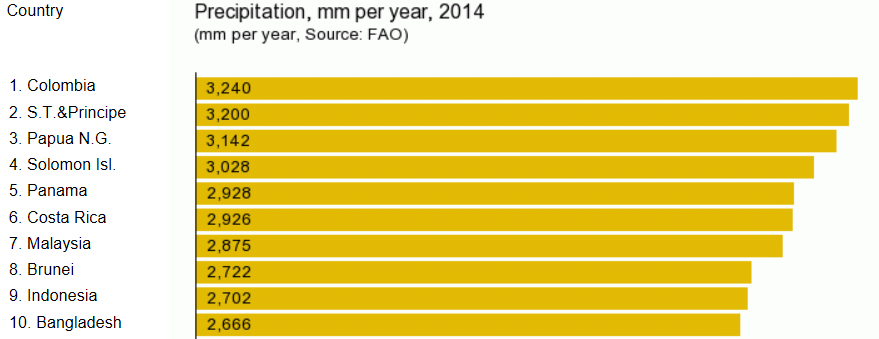 Country
Precipitation, mm per year, 2014
(mm per year, Source: FAO)
1. Colombia 3,240
2. S.T.&Principe 3,200
3. Papua N.G. 3,142
4. Solomon Isl. 3,028
5. Panama 2,928
6. Costa Rica 2,926
7. Malaysia 2,875
8. Brunei 2,722
9. Indonesia 2,702
10. Bangladesh 2,666